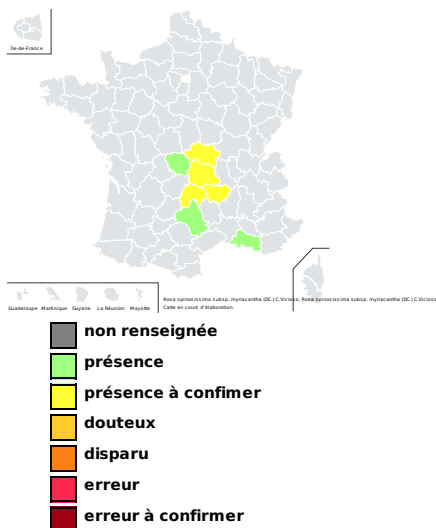 Île-de-France
Guadeloupe Martinique Guyane La Réunion Mayotte
Rosa spinosissima subsp. myriacantha (DC.) C.Vicioso, Rosa spinosissima subsp. myriacantha (DC.) C.Vicioso
Carte en cours d'élaboration.
non renseignée
présence
présence à confimer
douteux
disparu
erreur
erreur à confirmer